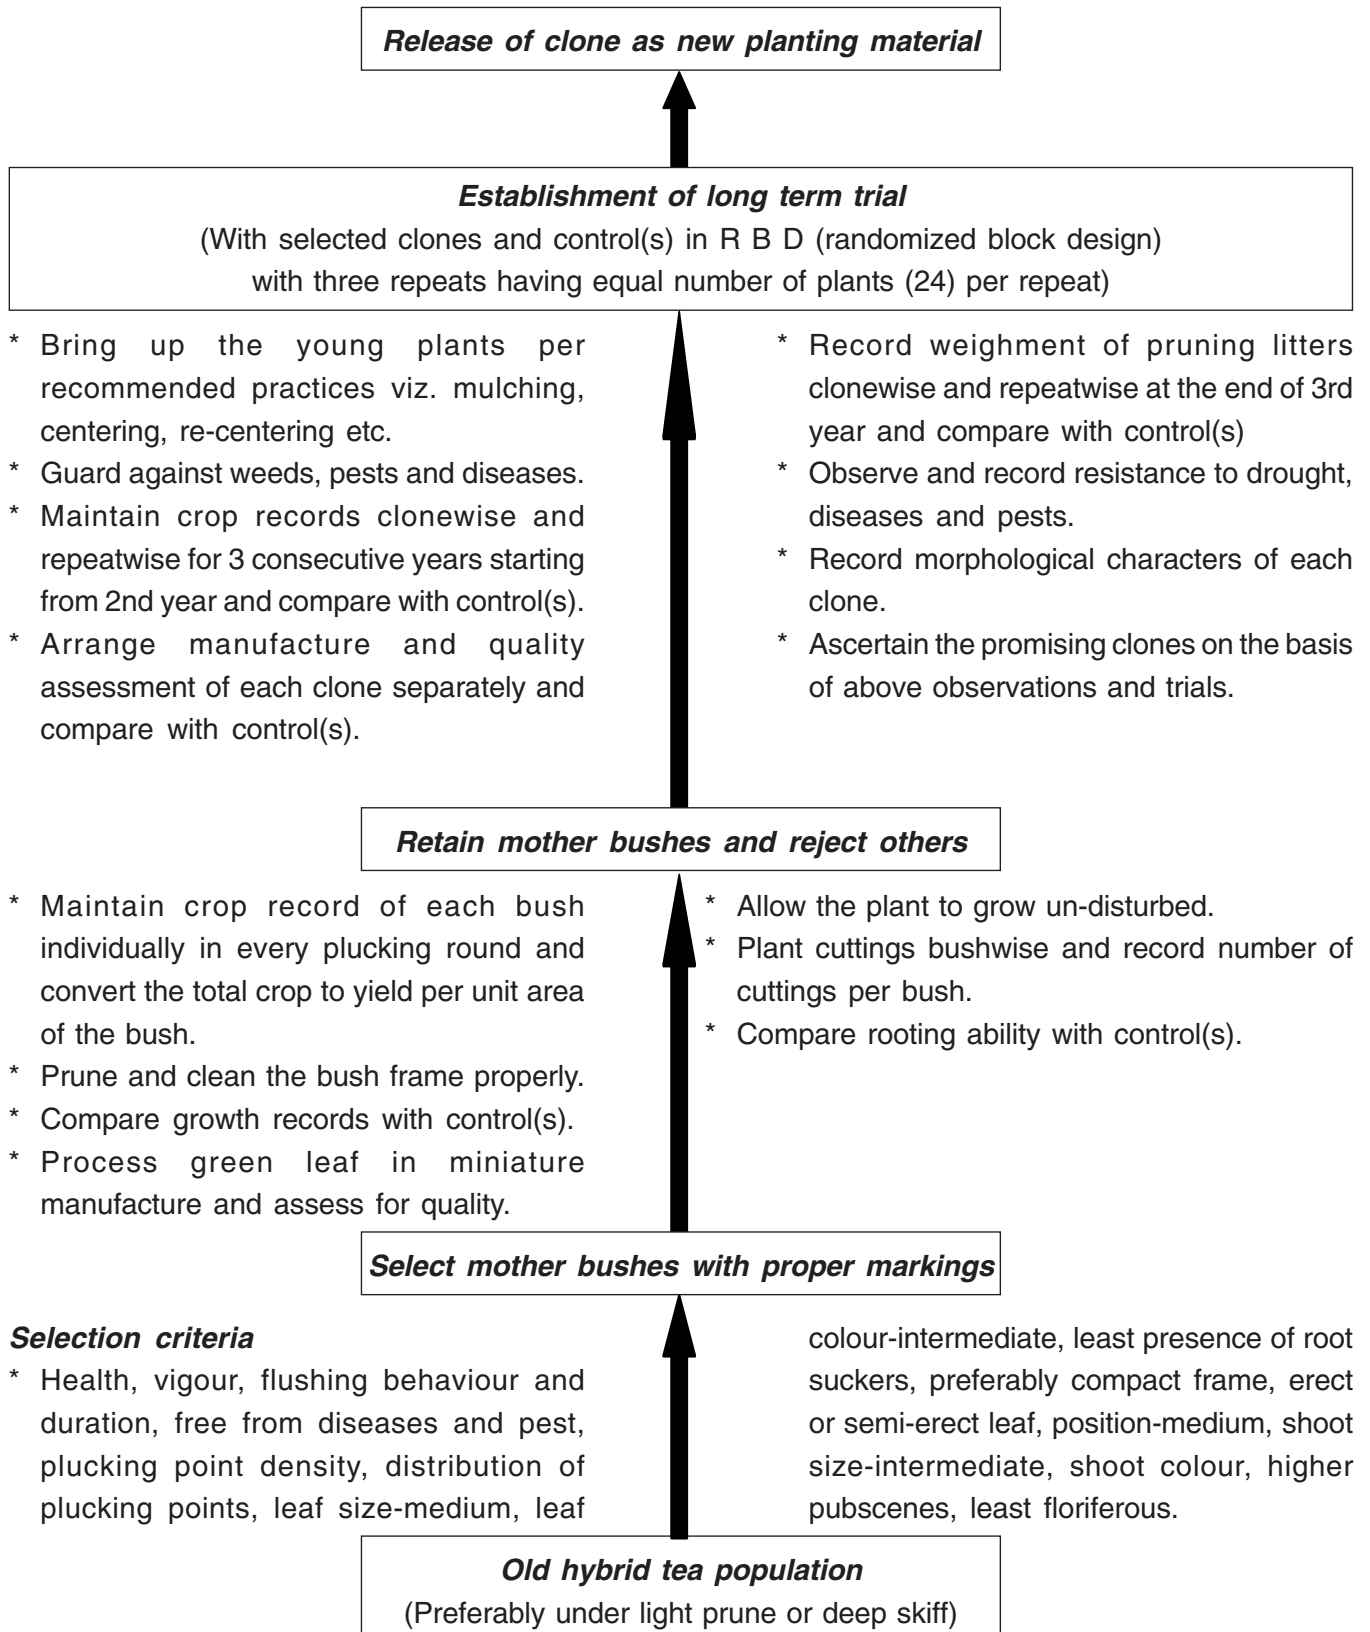 Release of clone as new planting material
Establishment of long term trial
(With selected clones and control(s) in R B D (randomized block design)
with three repeats having equal number of plants (24) per repeat)
* Bring up the young plants per
recommended practices viz. mulching,
centering, re-centering etc.
* Guard against weeds, pests and diseases.
* Maintain crop records clonewise and
repeatwise for 3 consecutive years starting
from 2nd year and compare with control(s).
* Arrange manufacture and quality
assessment of each clone separately and
compare with control(s).
* Record weighment of pruning litters
clonewise and repeatwise at the end of 3rd
year and compare with control(s)
* Observe and record resistance to drought,
diseases and pests.
* Record morphological characters of each
clone.
* Ascertain the promising clones on the basis
of above observations and trials.
Retain mother bushes and reject others
* Maintain crop record of each bush
individually in every plucking round and
convert the total crop to yield per unit area
of the bush.
* Prune and clean the bush frame properly.
* Compare growth records with control(s).
* Process green leaf in miniature
manufacture and assess for quality.
* Allow the plant to grow un-disturbed.
* Plant cuttings bushwise and record number of
cuttings per bush.
* Compare rooting ability with control(s).
Select mother bushes with proper markings
Selection criteria
* Health, vigour, flushing behaviour and
duration, free from diseases and pest,
plucking point density, distribution of
plucking points, leaf size-medium, leaf
colour-intermediate, least presence of root
suckers, preferably compact frame, erect
or semi-erect leaf, position-medium, shoot
size-intermediate, shoot colour, higher
pubscenes, least floriferous.
Old hybrid tea population
(Preferably under light prune or deep skiff)